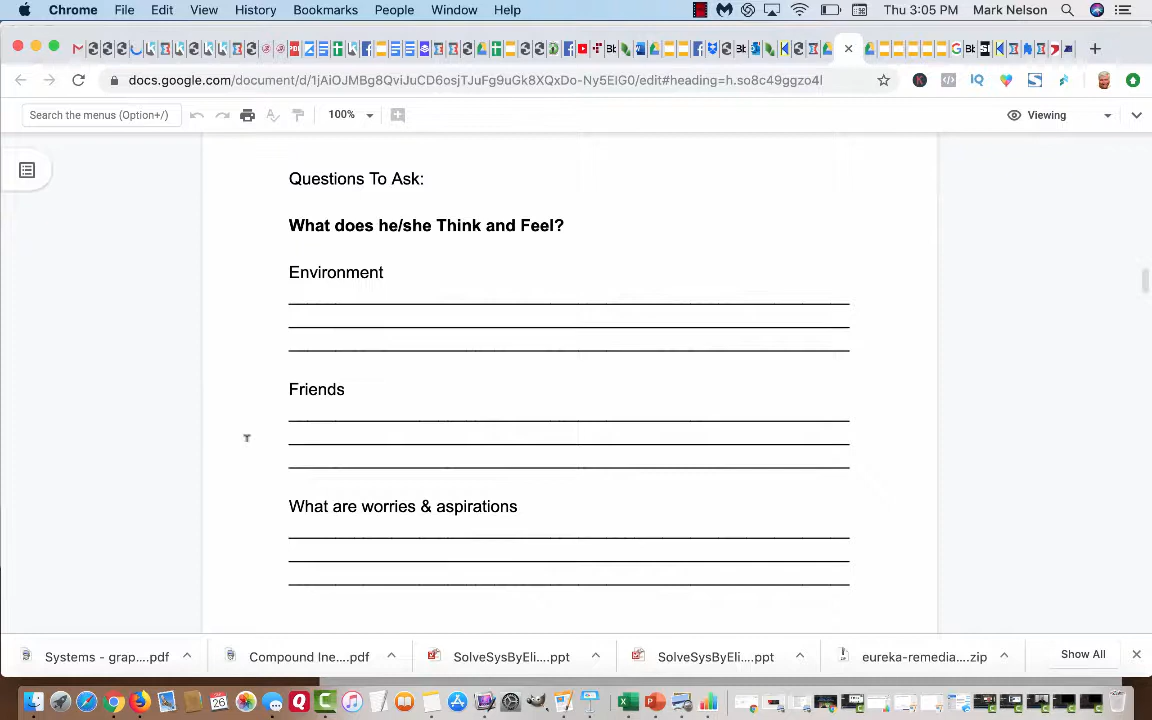 Chrome File Edit View History Bookmarks People Window Help Thu 3:05 PM Mark Nelson
docs.google.com/document/d/1jAiOJMBg8QviJuCD6osjTJuFg9uGk8XQxDo-Ny5EIG0/edit#heading=h.so8c49ggzo4l
Search the menus (Option+/) 100% Viewing
Questions To Ask:
What does he/she Think and Feel?
Environment
Friends
What are worries & aspirations
Systems - grap....pdf Compound Ine....pdf SolveSysByEli....ppt SolveSysByEli....ppt eureka-remedia....zip Show All